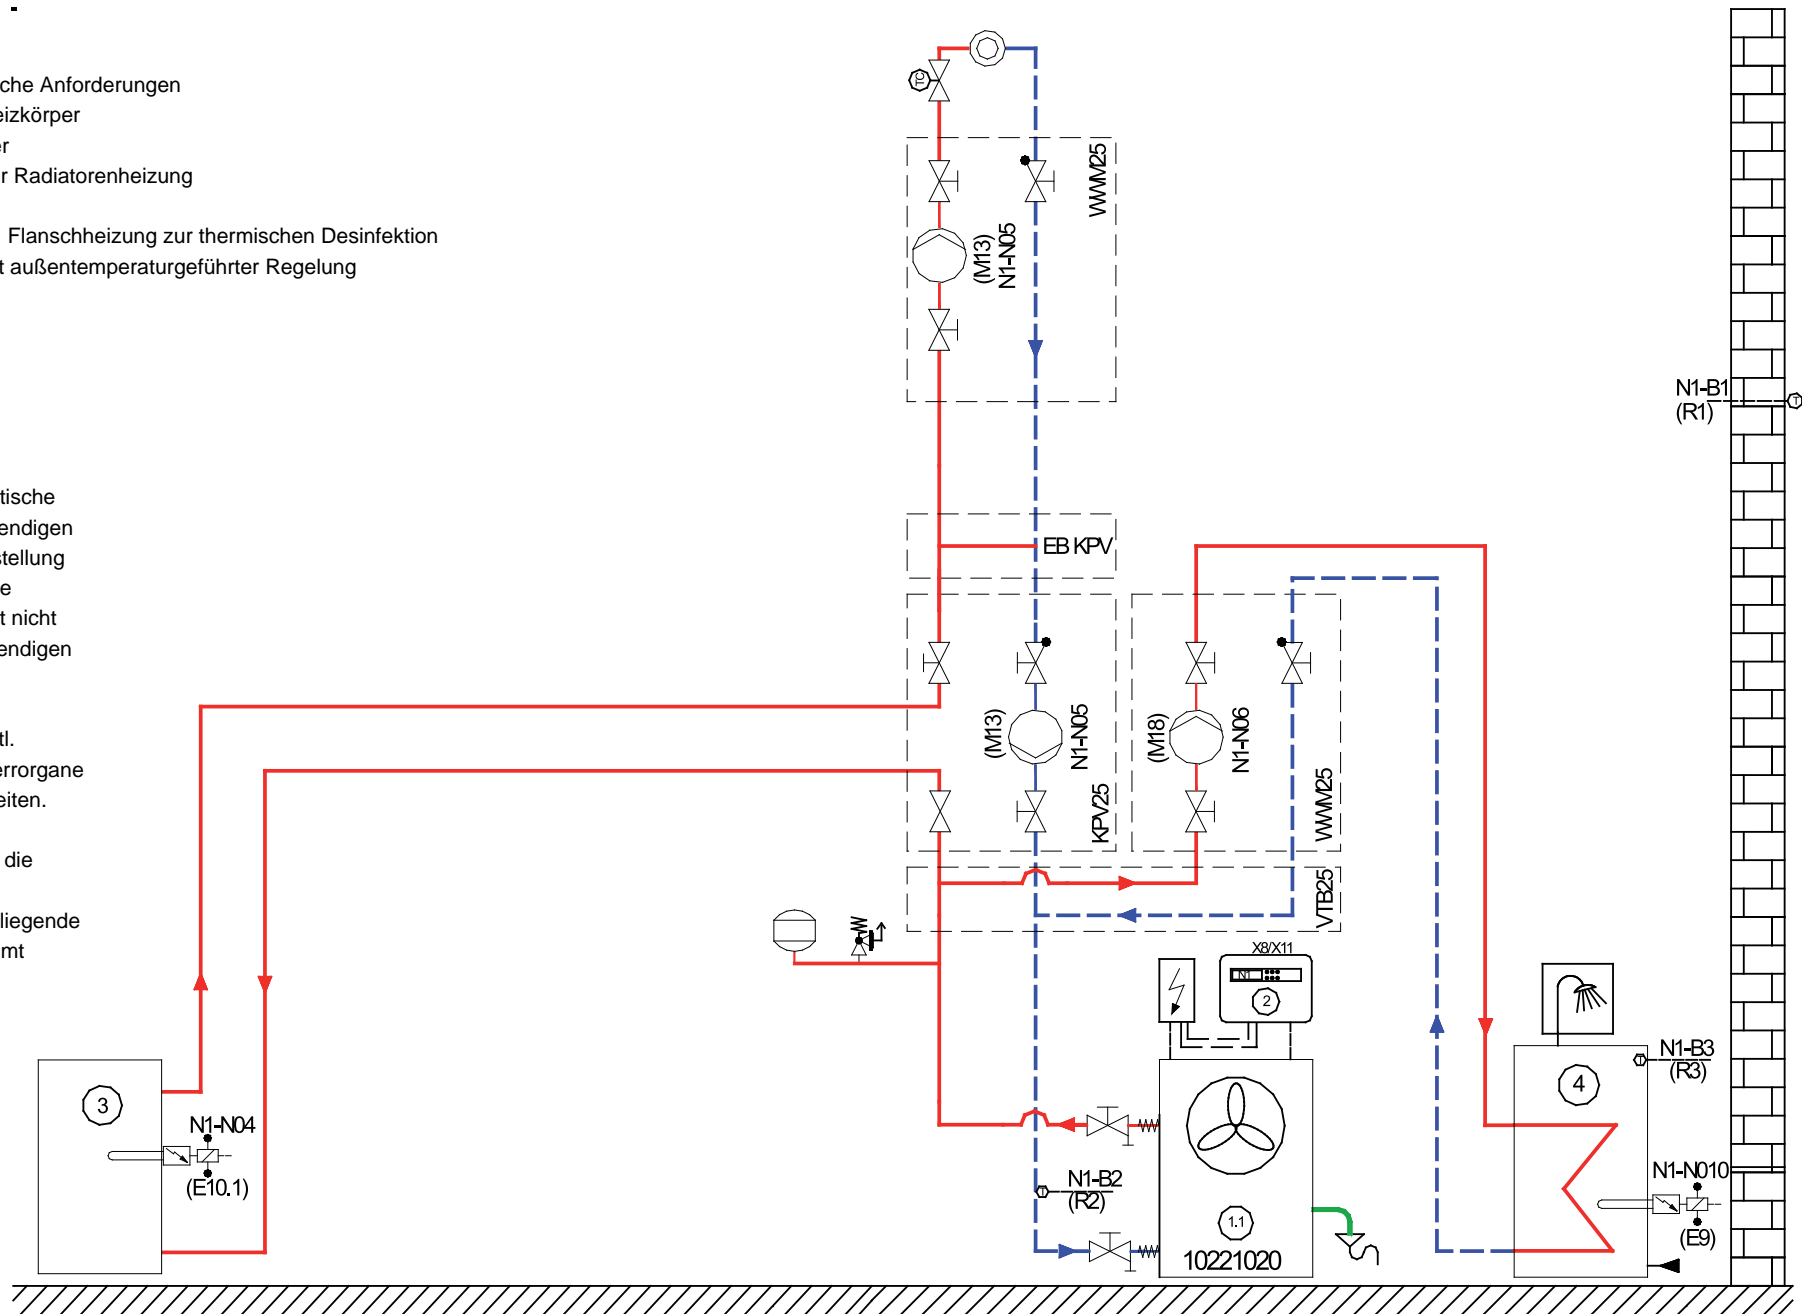 che Anforderungen
eizkörper
er
r Radiatorenheizung
Flanschheizung zur thermischen Desinfektion
t außentemperaturgeführter Regelung
tische
endigen
stellung
e
t nicht
endigen
tl.
errorgane
eiten.
die
liegende
mt
TC
WWM25
(M13)
N1-N05
N1-B1
(R1)
T
EB KPV
(M13)
N1-N05
KPV25
(M18)
N1-N06
WWM25
VTB25
X8/X11
N1
2
3
N1-N04
(E10.1)
N1-B2
(R2)
1.1
10221020
4
N1-B3
(R3)
T
N1-N010
(E9)